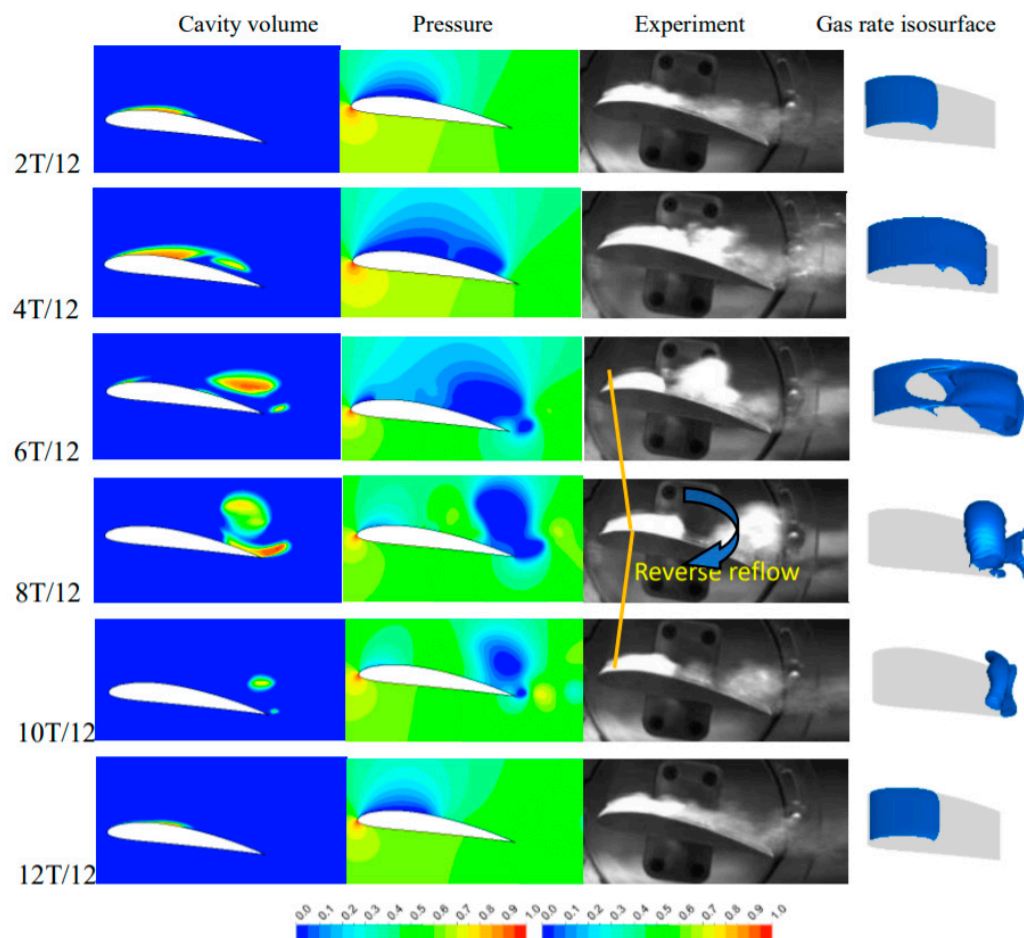 Cavity volume Pressure Experiment Gas rate isosurface
2T/12
4T/12
6T/12
8T/12
Reverse reflow
10T/12
12T/12
0.0 0.1 0.2 0.3 0.4 0.5 0.6 0.7 0.8 0.9 1.0 0.0 0.1 0.2 0.3 0.4 0.5 0.6 0.7 0.8 0.9 1.0